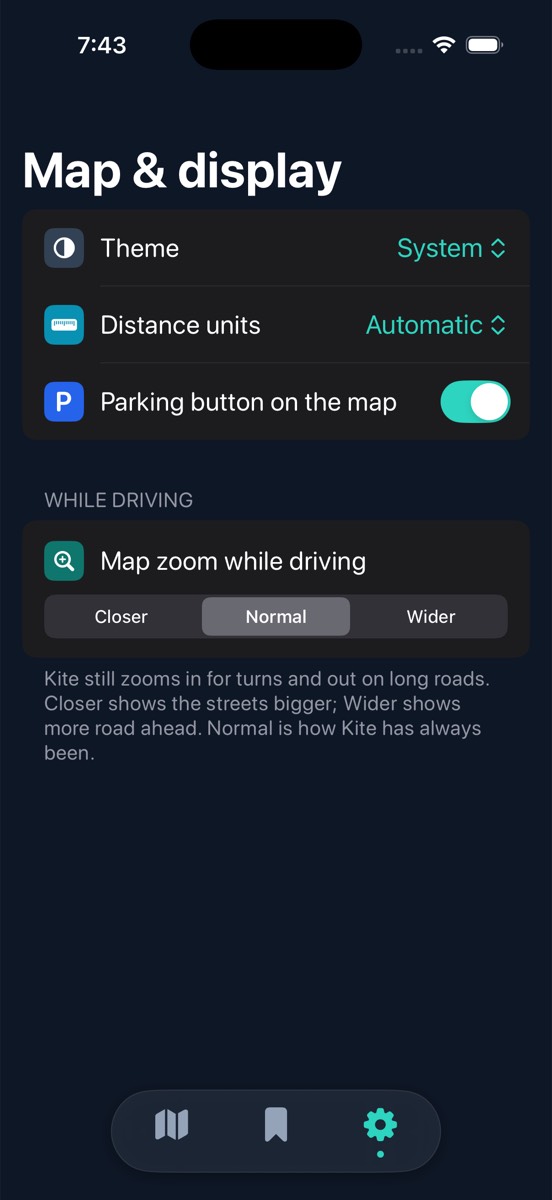 7:43
Map & display
Theme
System
Distance units
Automatic
P
Parking button on the map
WHILE DRIVING
Map zoom while driving
Closer
Normal
Wider
Kite still zooms in for turns and out on long roads.
Closer shows the streets bigger; Wider shows
more road ahead. Normal is how Kite has always
been.